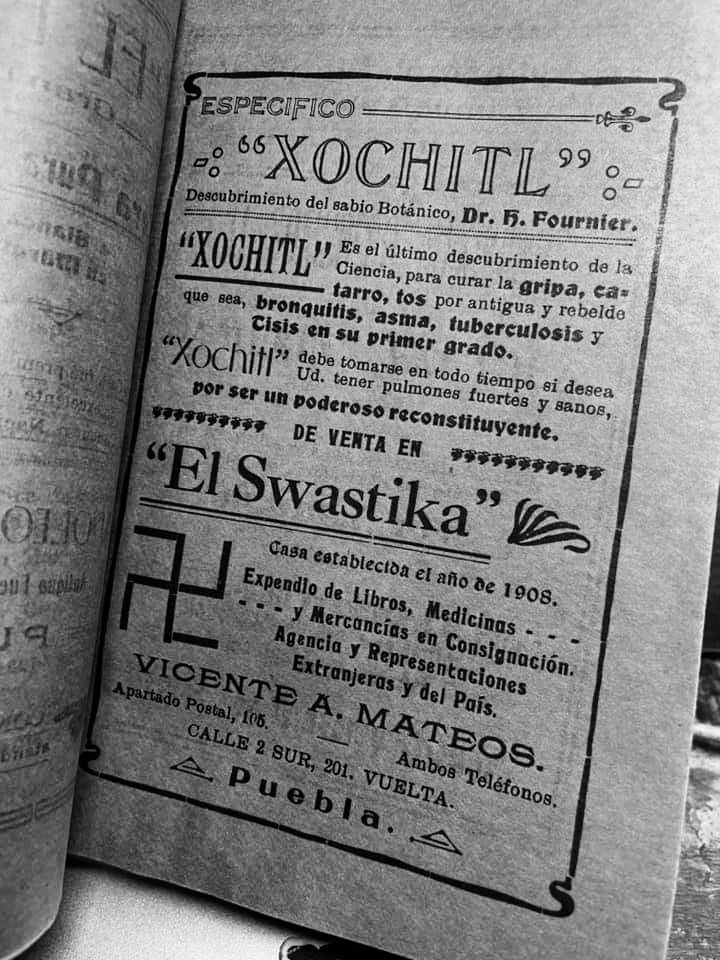 ESPECIFICO
“XOCHITL”
Descubrimiento del sabio Botánico, Dr. H. Fournier.
“XOCHITL” Es el último descubrimiento de la
Ciencia, para curar la gripa, ca-
tarro, tos por antigua y rebelde
que sea, bronquitis, asma, tuberculosis y
Tisis en su primer grado.
“Xochitl” debe tomarse en todo tiempo si desea
Ud. tener pulmones fuertes y sanos,
por ser un poderoso reconstituyente.
DE VENTA EN
“El Swastika”
Casa establecida el año de 1908.
Expendio de Libros, Medicinas - - -
- - - y Mercancías en Consignación.
Agencia y Representaciones
Extranjeras y del País.
VICENTE A. MATEOS.
Apartado Postal, 105. — Ambos Teléfonos.
CALLE 2 SUR, 201. VUELTA.
Puebla.